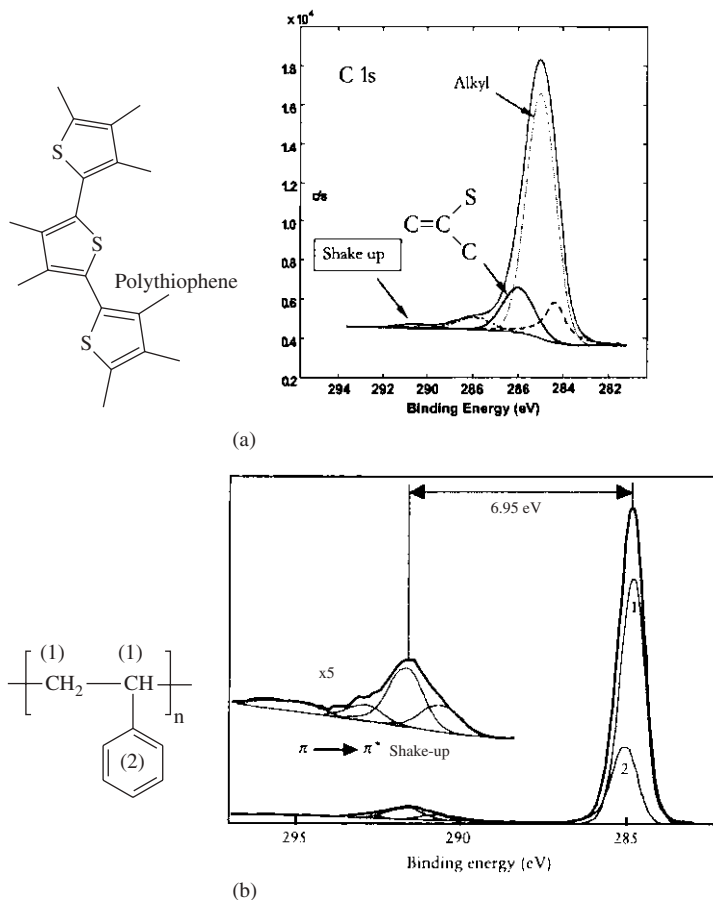 x 10⁴
C 1s
Alkyl
1.8
1.6
1.4
1.2
1.0
0.8
0.6
0.4
0.2
c/s
S
C=C
C
Shake up
S
S
S
Polythiophene
294 292 290 288 286 284 282
Binding Energy (eV)
(a)
6.95 eV
1
2
x5
π → π* Shake-up
(1) (1)
CH₂ CH
n
(2)
295 290 285
Binding energy (eV)
(b)